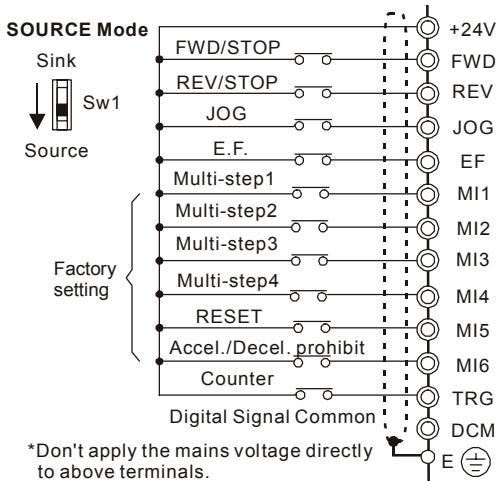 SOURCE Mode
Sink
Sw1
Source
FWD/STOP
REV/STOP
JOG
E.F.
Multi-step1
Multi-step2
Multi-step3
Multi-step4
RESET
Accel./Decel. prohibit
Counter
Digital Signal Common
Factory
setting
+24V
FWD
REV
JOG
EF
MI1
MI2
MI3
MI4
MI5
MI6
TRG
DCM
E
*Don't apply the mains voltage directly
to above terminals.